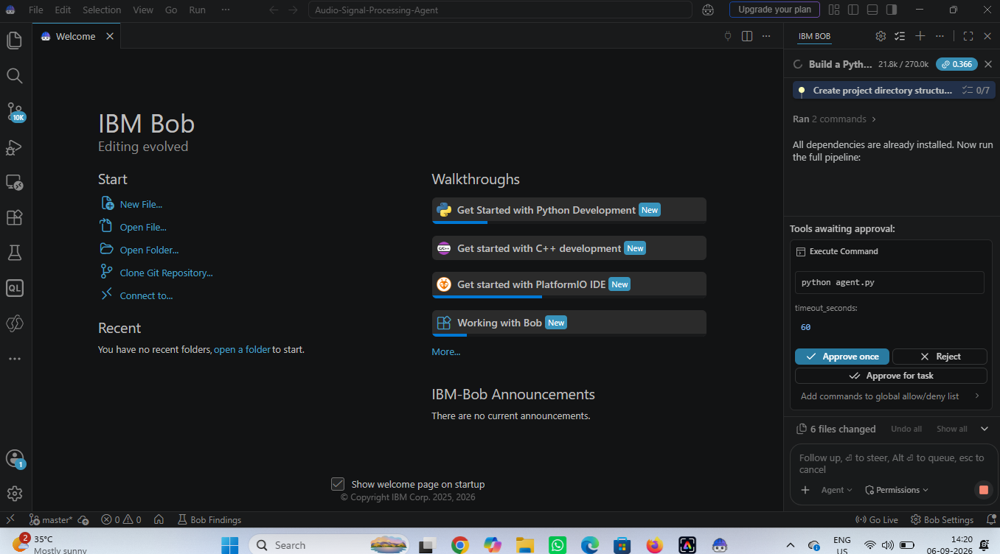 File Edit Selection View Go Run ··· Audio-Signal-Processing-Agent Upgrade your plan
Welcome
10K
QL
1
IBM Bob
Editing evolved
Start
New File...
Open File...
Open Folder...
Clone Git Repository...
Connect to...
Recent
You have no recent folders, open a folder to start.
Walkthroughs
Get Started with Python Development New
C/C++ Get started with C++ development New
Get started with PlatformIO IDE New
Working with Bob New
More...
IBM-Bob Announcements
There are no current announcements.
Show welcome page on startup
© Copyright IBM Corp. 2025, 2026
IBM BOB
Build a Pyth... 21.8k / 270.0k 0.366
Create project directory structu... 0/7
Ran 2 commands >
All dependencies are already installed. Now run
the full pipeline:
Tools awaiting approval:
Execute Command
python agent.py
timeout_seconds:
60
Approve once Reject
Approve for task
Add commands to global allow/deny list >
6 files changed Undo all Show all
Follow up, ⏎ to steer, Alt ⏎ to queue, esc to
cancel
Agent Permissions
master* 0 0 Bob Findings Go Live Bob Settings
2 35°C
Mostly sunny
Search
ENG
US
14:20
06-09-2026